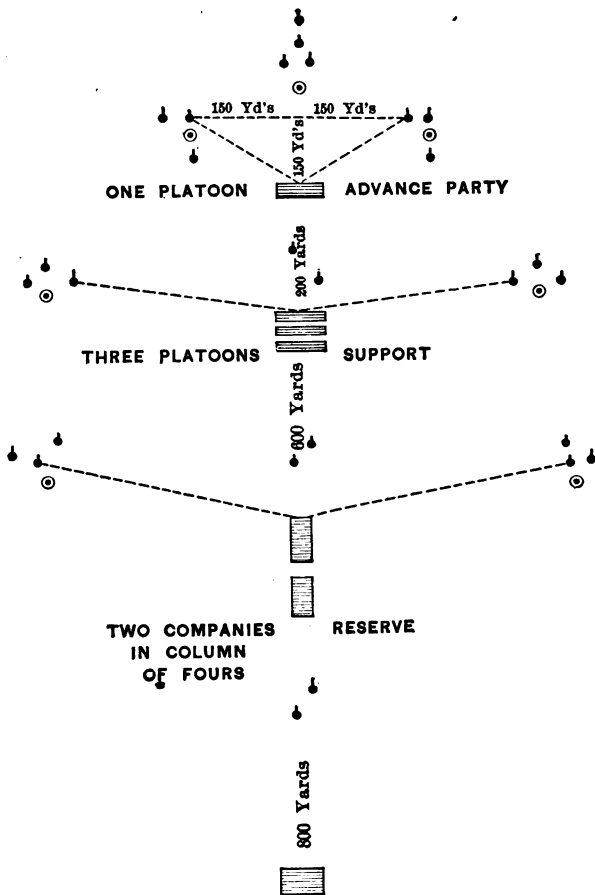 150 Yd's 150 Yd's
150 Yd's
ONE PLATOON ADVANCE PARTY
200 Yards
THREE PLATOONS SUPPORT
600 Yards
TWO COMPANIES RESERVE
IN COLUMN
OF FOURS
800 Yards